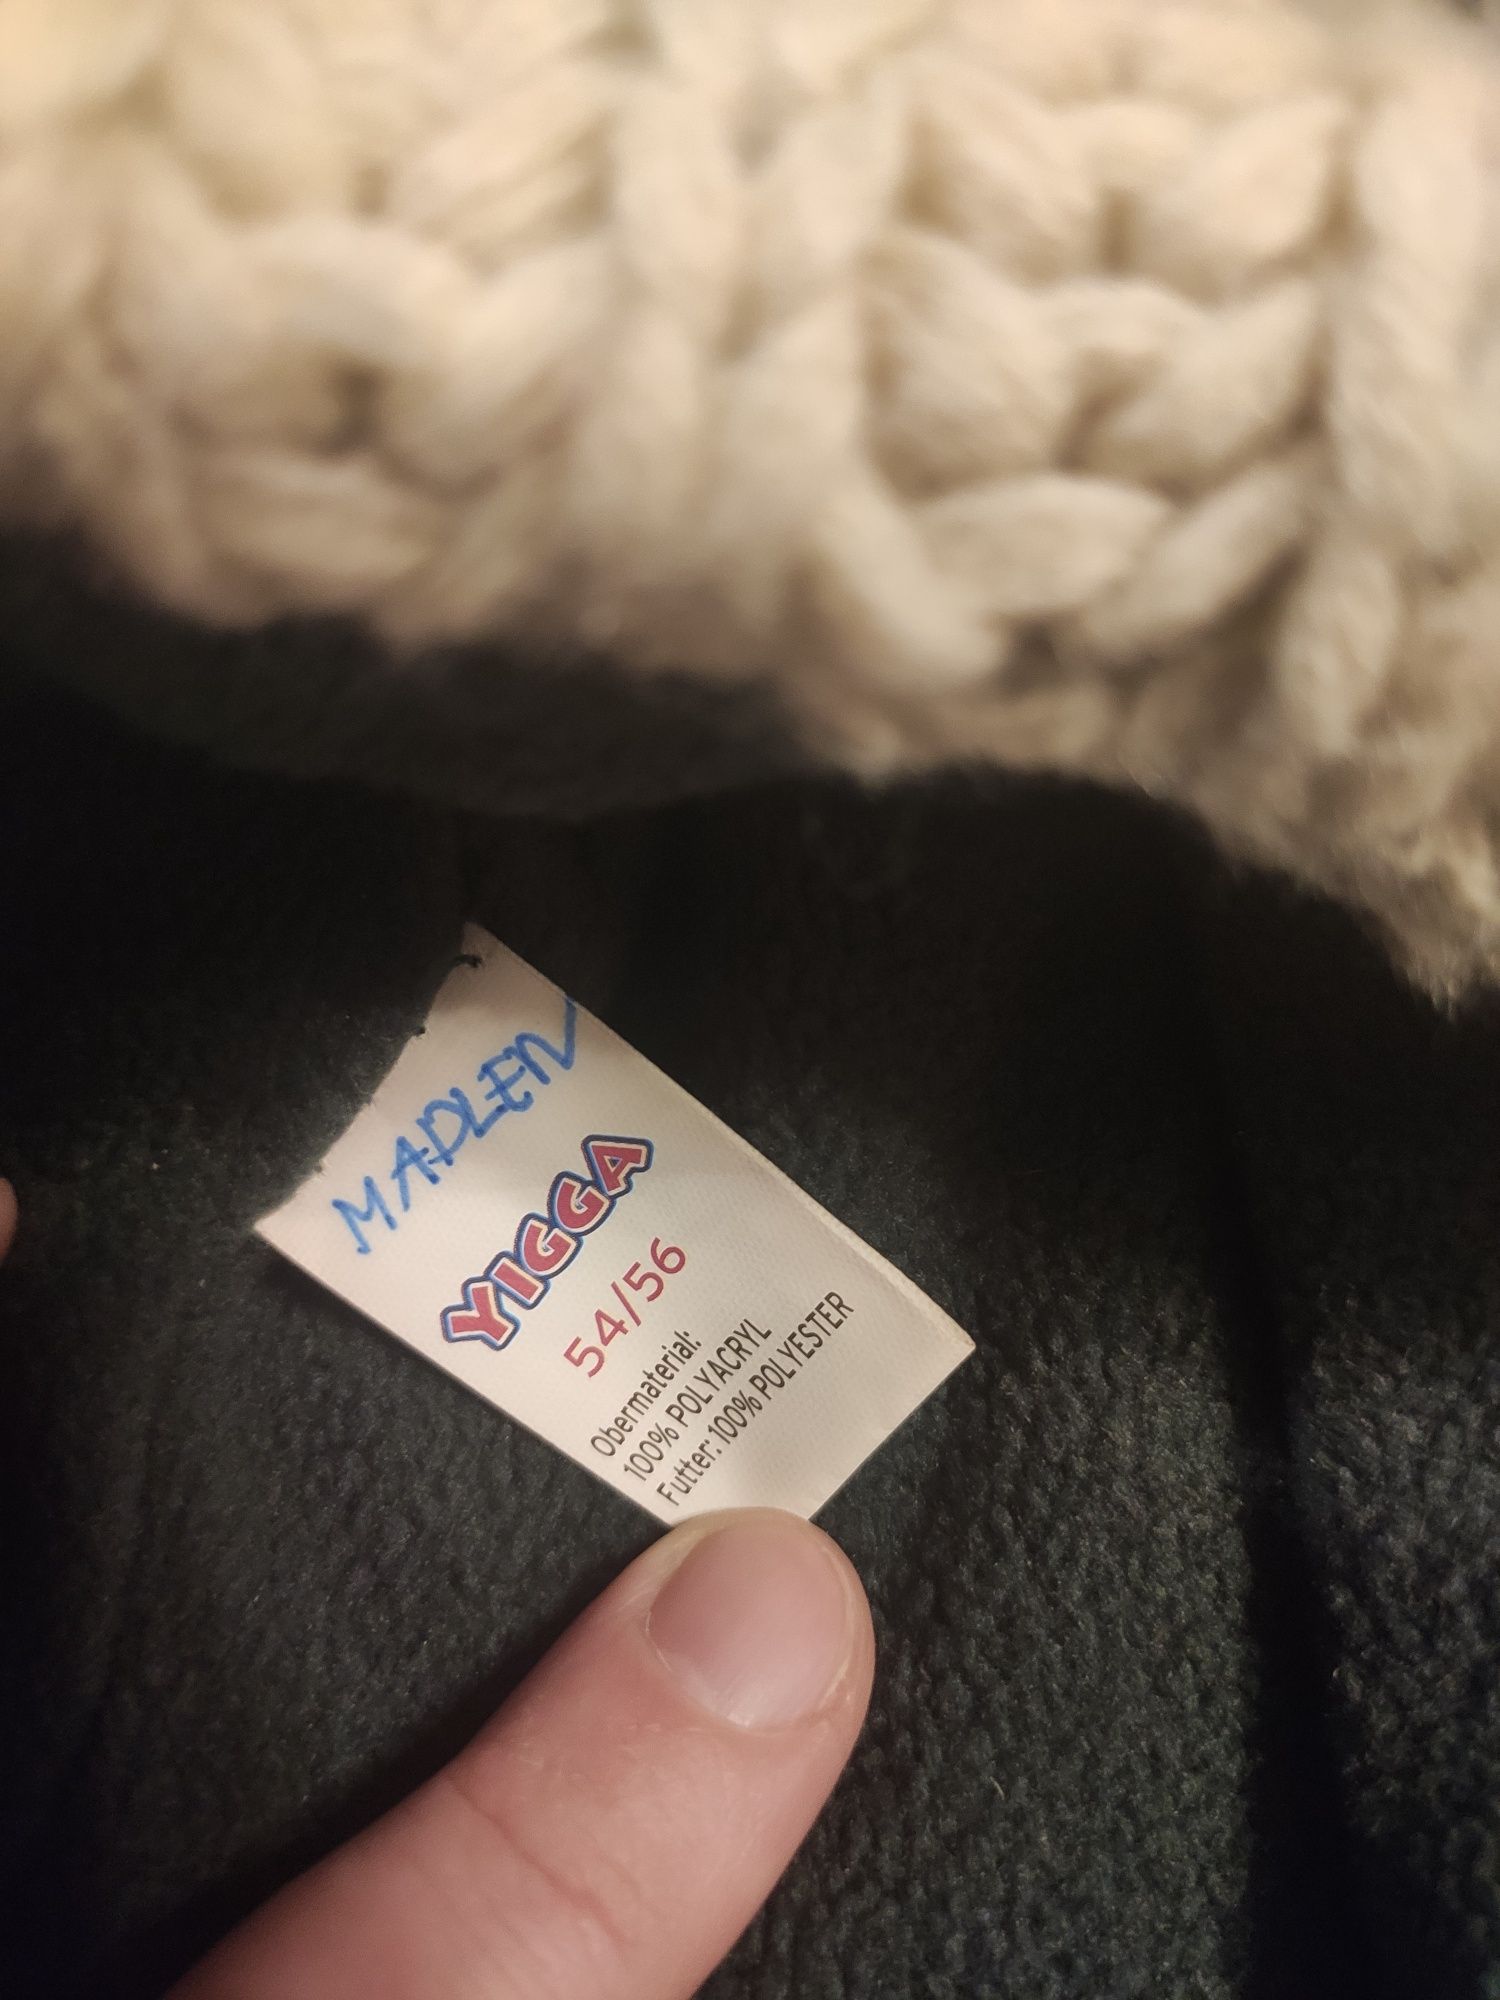 MADLEN
YIGGA
54/56
Obermaterial:
100% POLYACRYL
Futter: 100% POLYESTER